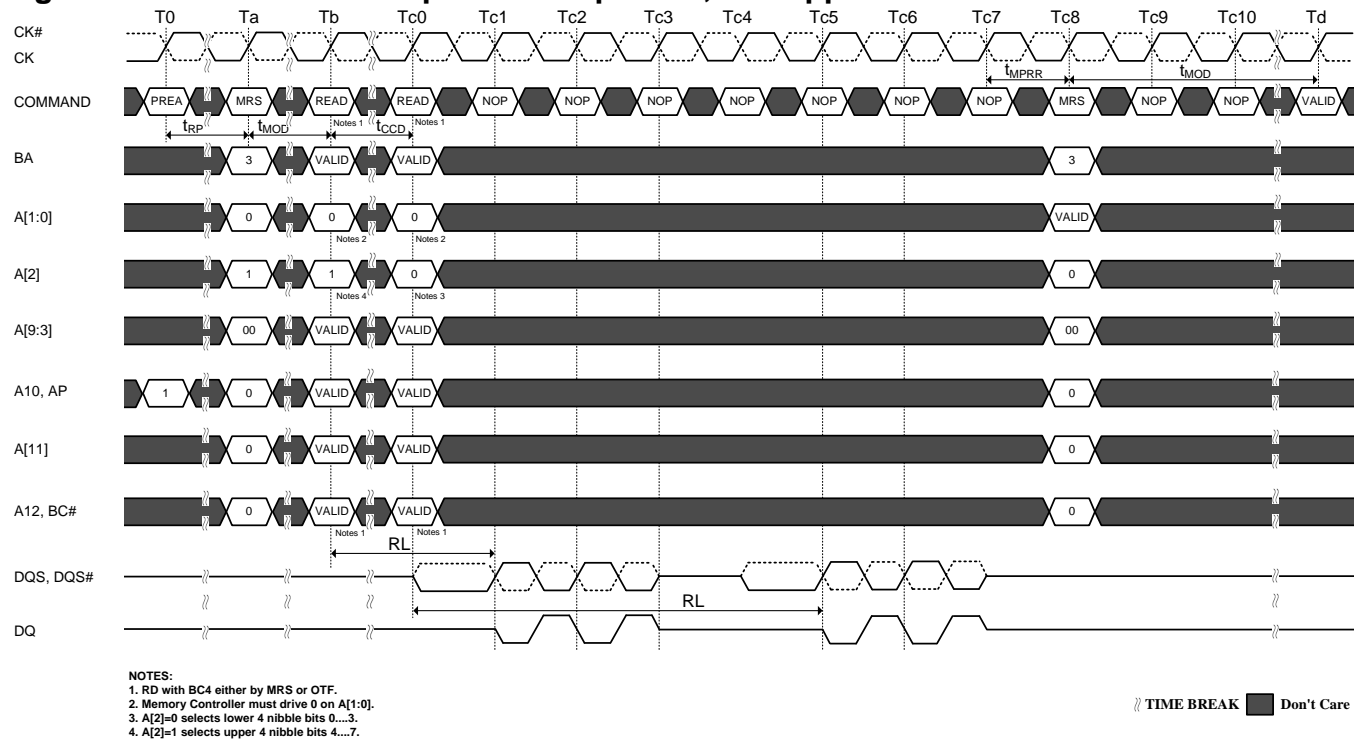 T0 Ta Tb Tc0 Tc1 Tc2 Tc3 Tc4 Tc5 Tc6 Tc7 Tc8 Tc9 Tc10 Td
CK#
CK
tMPRR tMOD
COMMAND PREA MRS READ READ NOP NOP NOP NOP NOP NOP NOP MRS NOP NOP VALID
Notes 1 Notes 1
tRP tMOD tCCD
BA 3 VALID VALID 3
A[1:0] 0 0 0 VALID
Notes 2 Notes 2
A[2] 1 1 0 0
Notes 4 Notes 3
A[9:3] 00 VALID VALID 00
A10, AP 1 0 VALID VALID 0
A[11] 0 VALID VALID 0
A12, BC# 0 VALID VALID 0
Notes 1 Notes 1
RL
DQS, DQS#
RL
DQ
NOTES:
1. RD with BC4 either by MRS or OTF.
2. Memory Controller must drive 0 on A[1:0].
3. A[2]=0 selects lower 4 nibble bits 0....3.
4. A[2]=1 selects upper 4 nibble bits 4....7.
TIME BREAK Don't Care